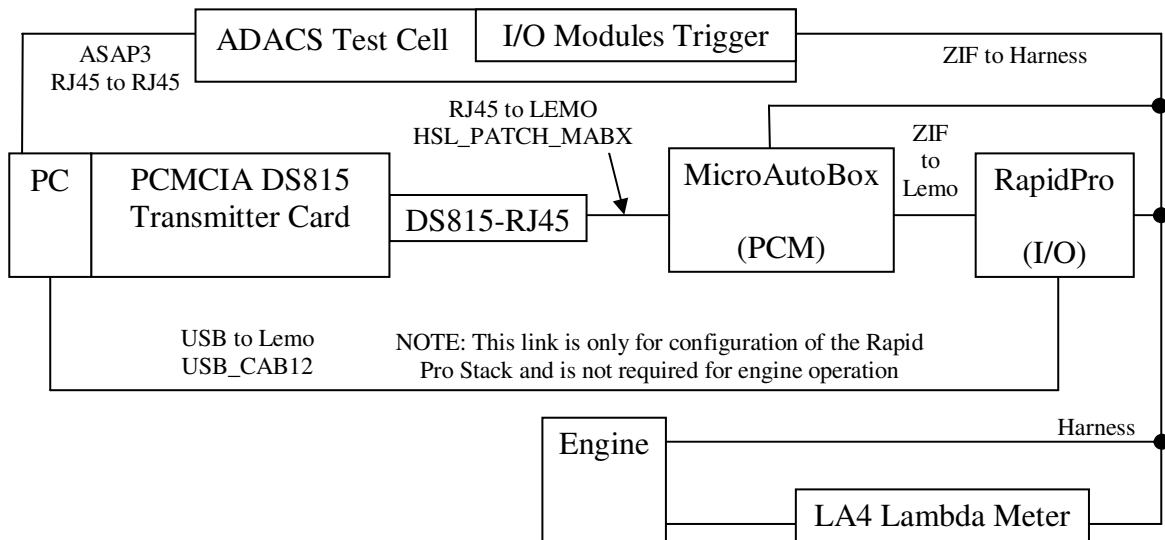 ADACS Test Cell
I/O Modules Trigger
ASAP3
RJ45 to RJ45
ZIF to Harness
RJ45 to LEMO
HSL_PATCH_MABX
ZIF
to
Lemo
PC
PCMCIA DS815
Transmitter Card
DS815-RJ45
MicroAutoBox
(PCM)
RapidPro
(I/O)
USB to Lemo
USB_CAB12
NOTE: This link is only for configuration of the Rapid
Pro Stack and is not required for engine operation
Engine
Harness
LA4 Lambda Meter